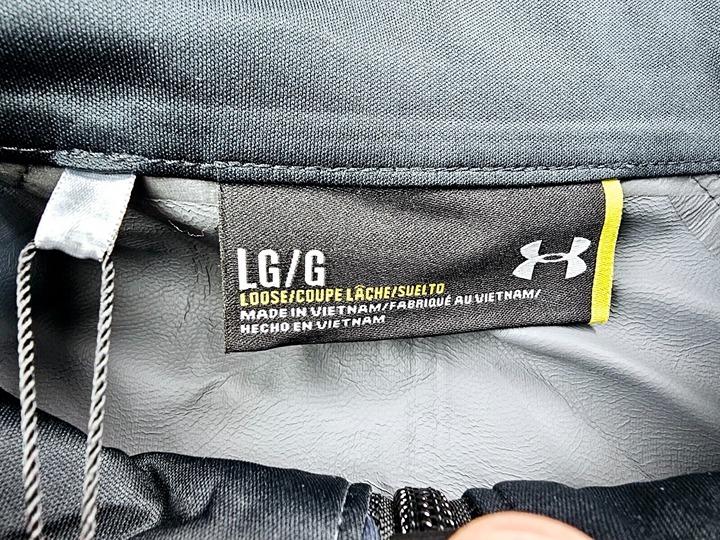 LG/G
LOOSE/COUPE LÂCHE/SUELTO
MADE IN VIETNAM/FABRIQUÉ AU VIETNAM/
HECHO EN VIETNAM